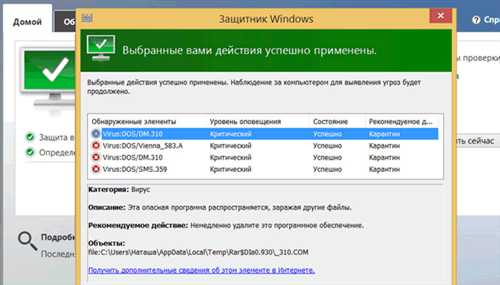 Защитник Windows
Домой
Об
Спр
Выбранные вами действия успешно применены.
Выбранные действия успешно применены. Наблюдение за компьютером для выявления угроз будет
продолжено.
Обнаруженные элементы Уровень оповещения Состояние Рекомендуемое д...
Virus:DOS/DM.310 Критический Успешно Карантин
Virus:DOS/Vienna_583.A Критический Успешно Карантин
Virus:DOS/DM.310 Критический Успешно Карантин
Virus:DOS/SMS.359 Критический Успешно Карантин
Защита в
Определе
ы проверки
ть сейчас
Категория: Вирус
Описание: Эта опасная программа распространяется, заражая другие файлы.
Рекомендуемое действие: Немедленно удалите это программное обеспечение.
Объекты:
file:C:\Users\Наташа\AppData\Local\Temp\Rar$DIa0.930\_310.COM
Подробн
Последня
Получить дополнительные сведения об этом элементе в Интернете.